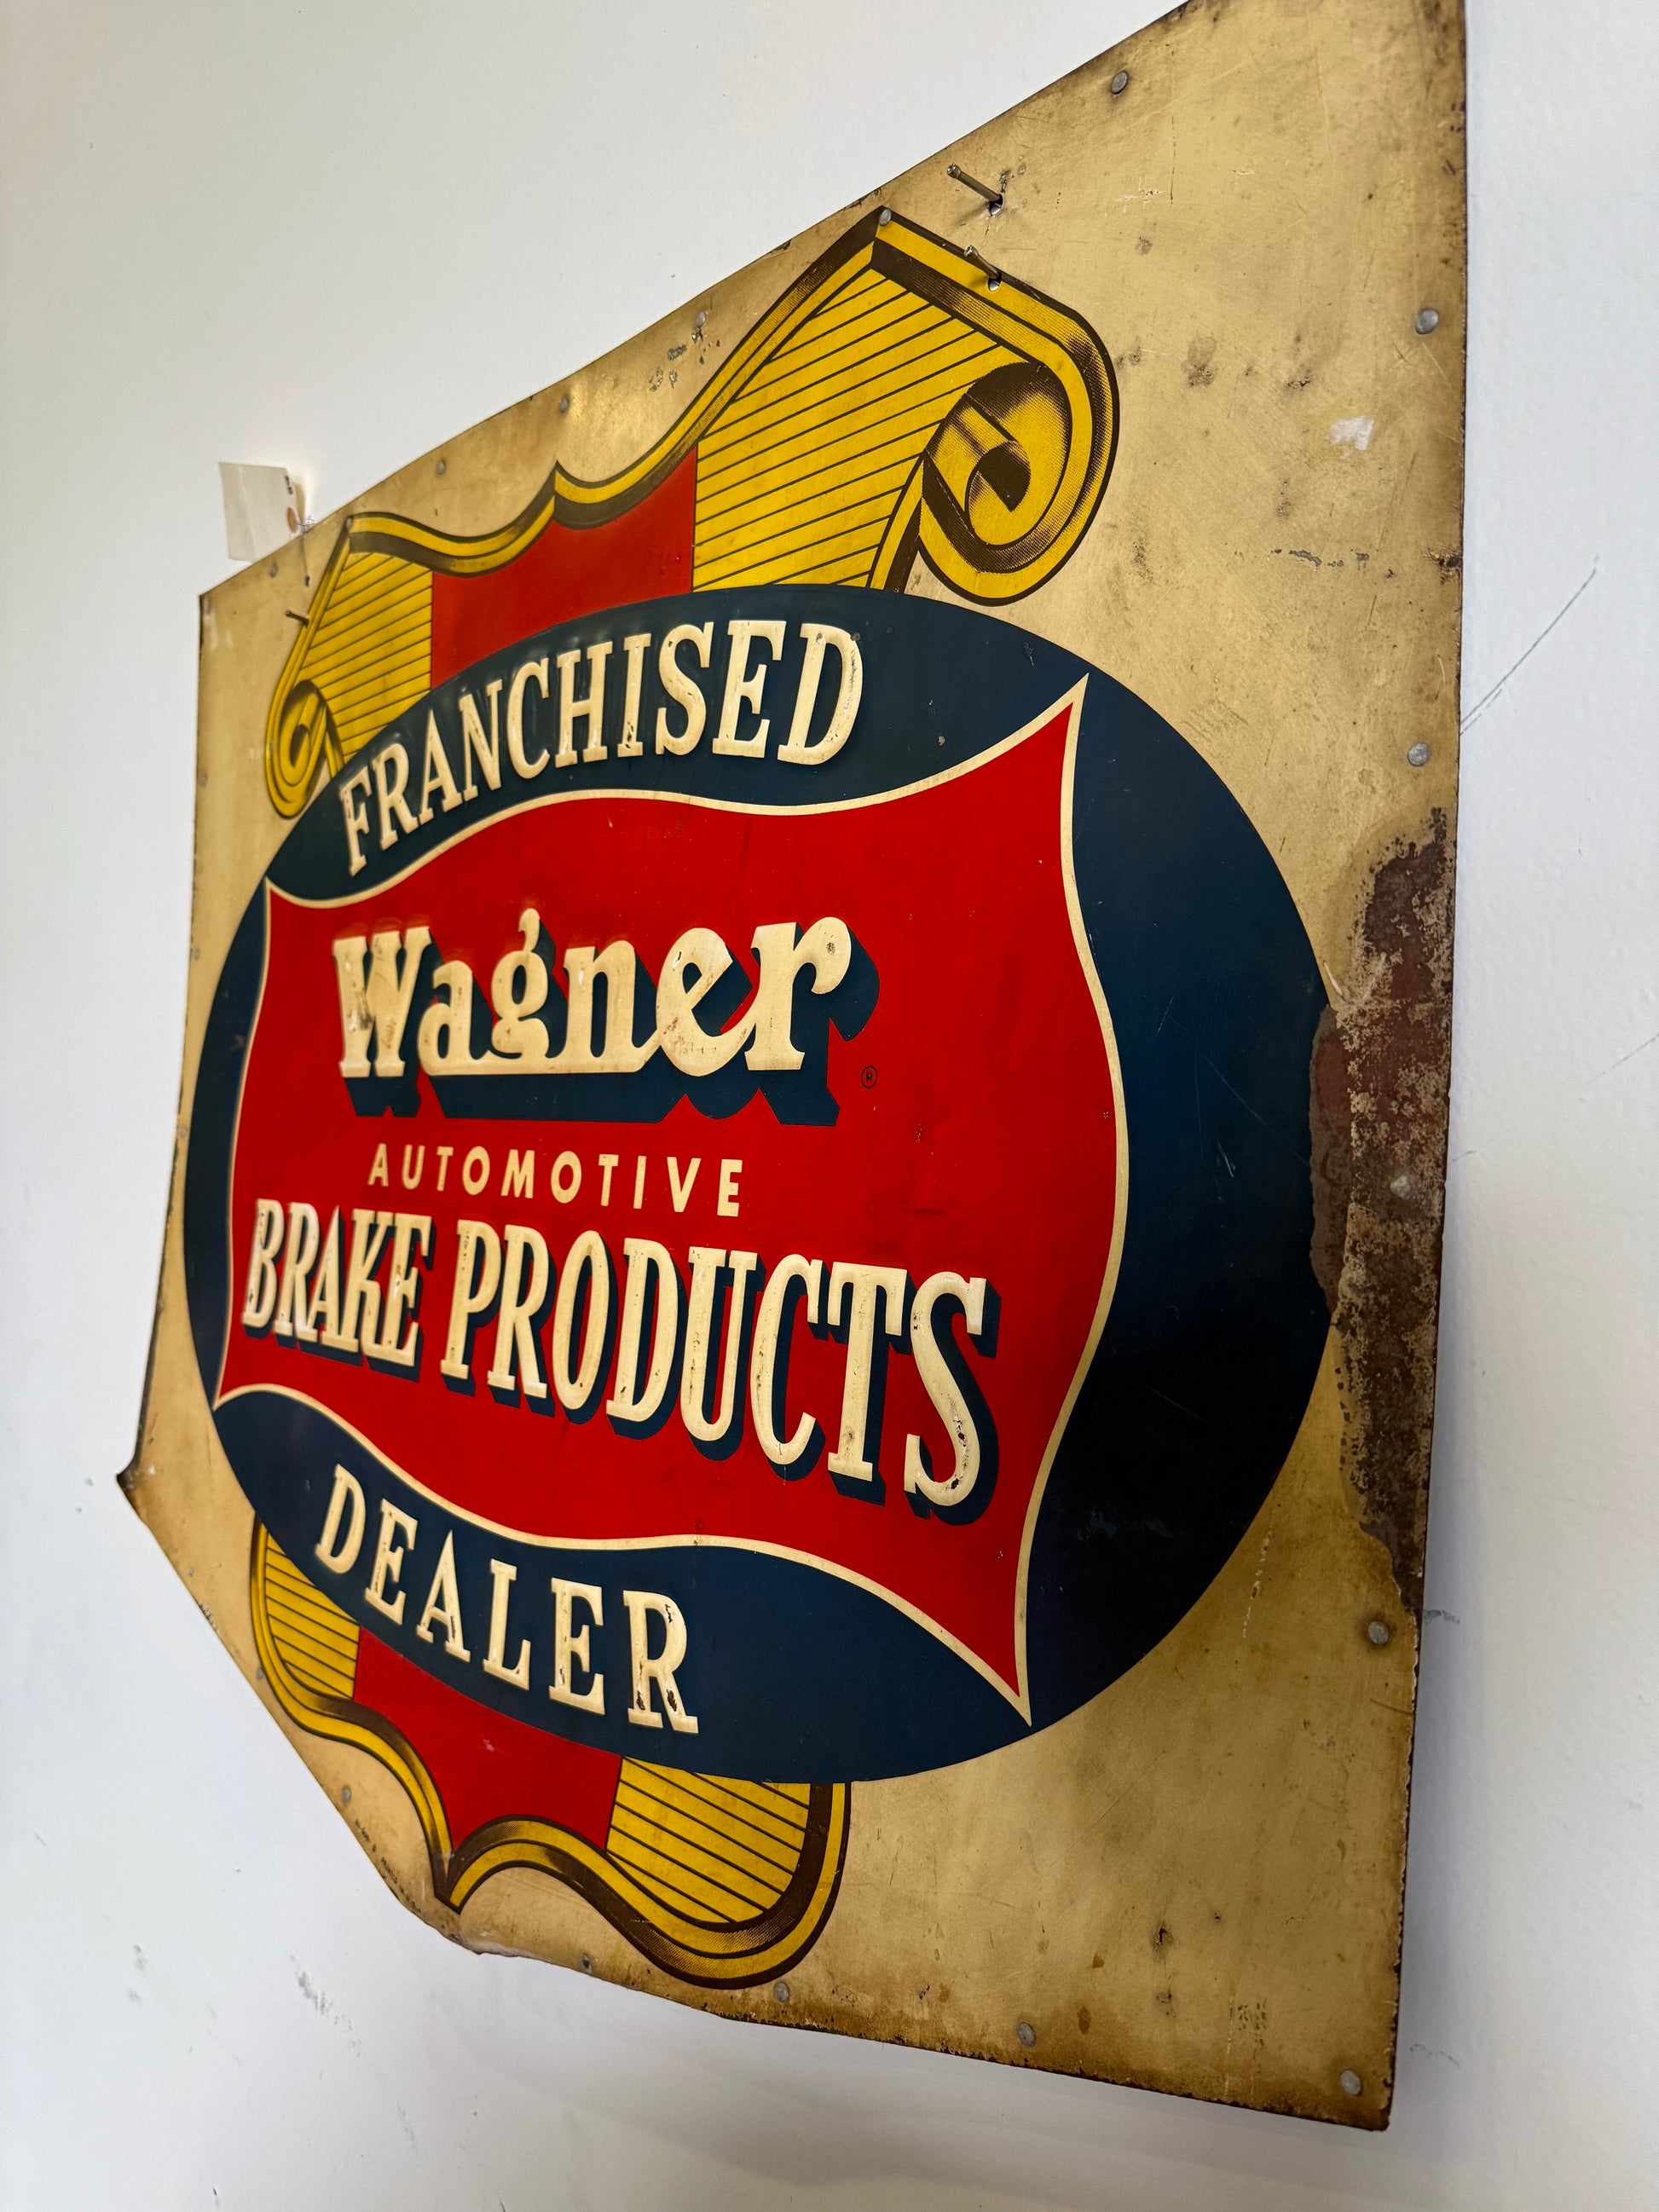 FRANCHISED
Wagner ®
AUTOMOTIVE
BRAKE PRODUCTS
DEALER